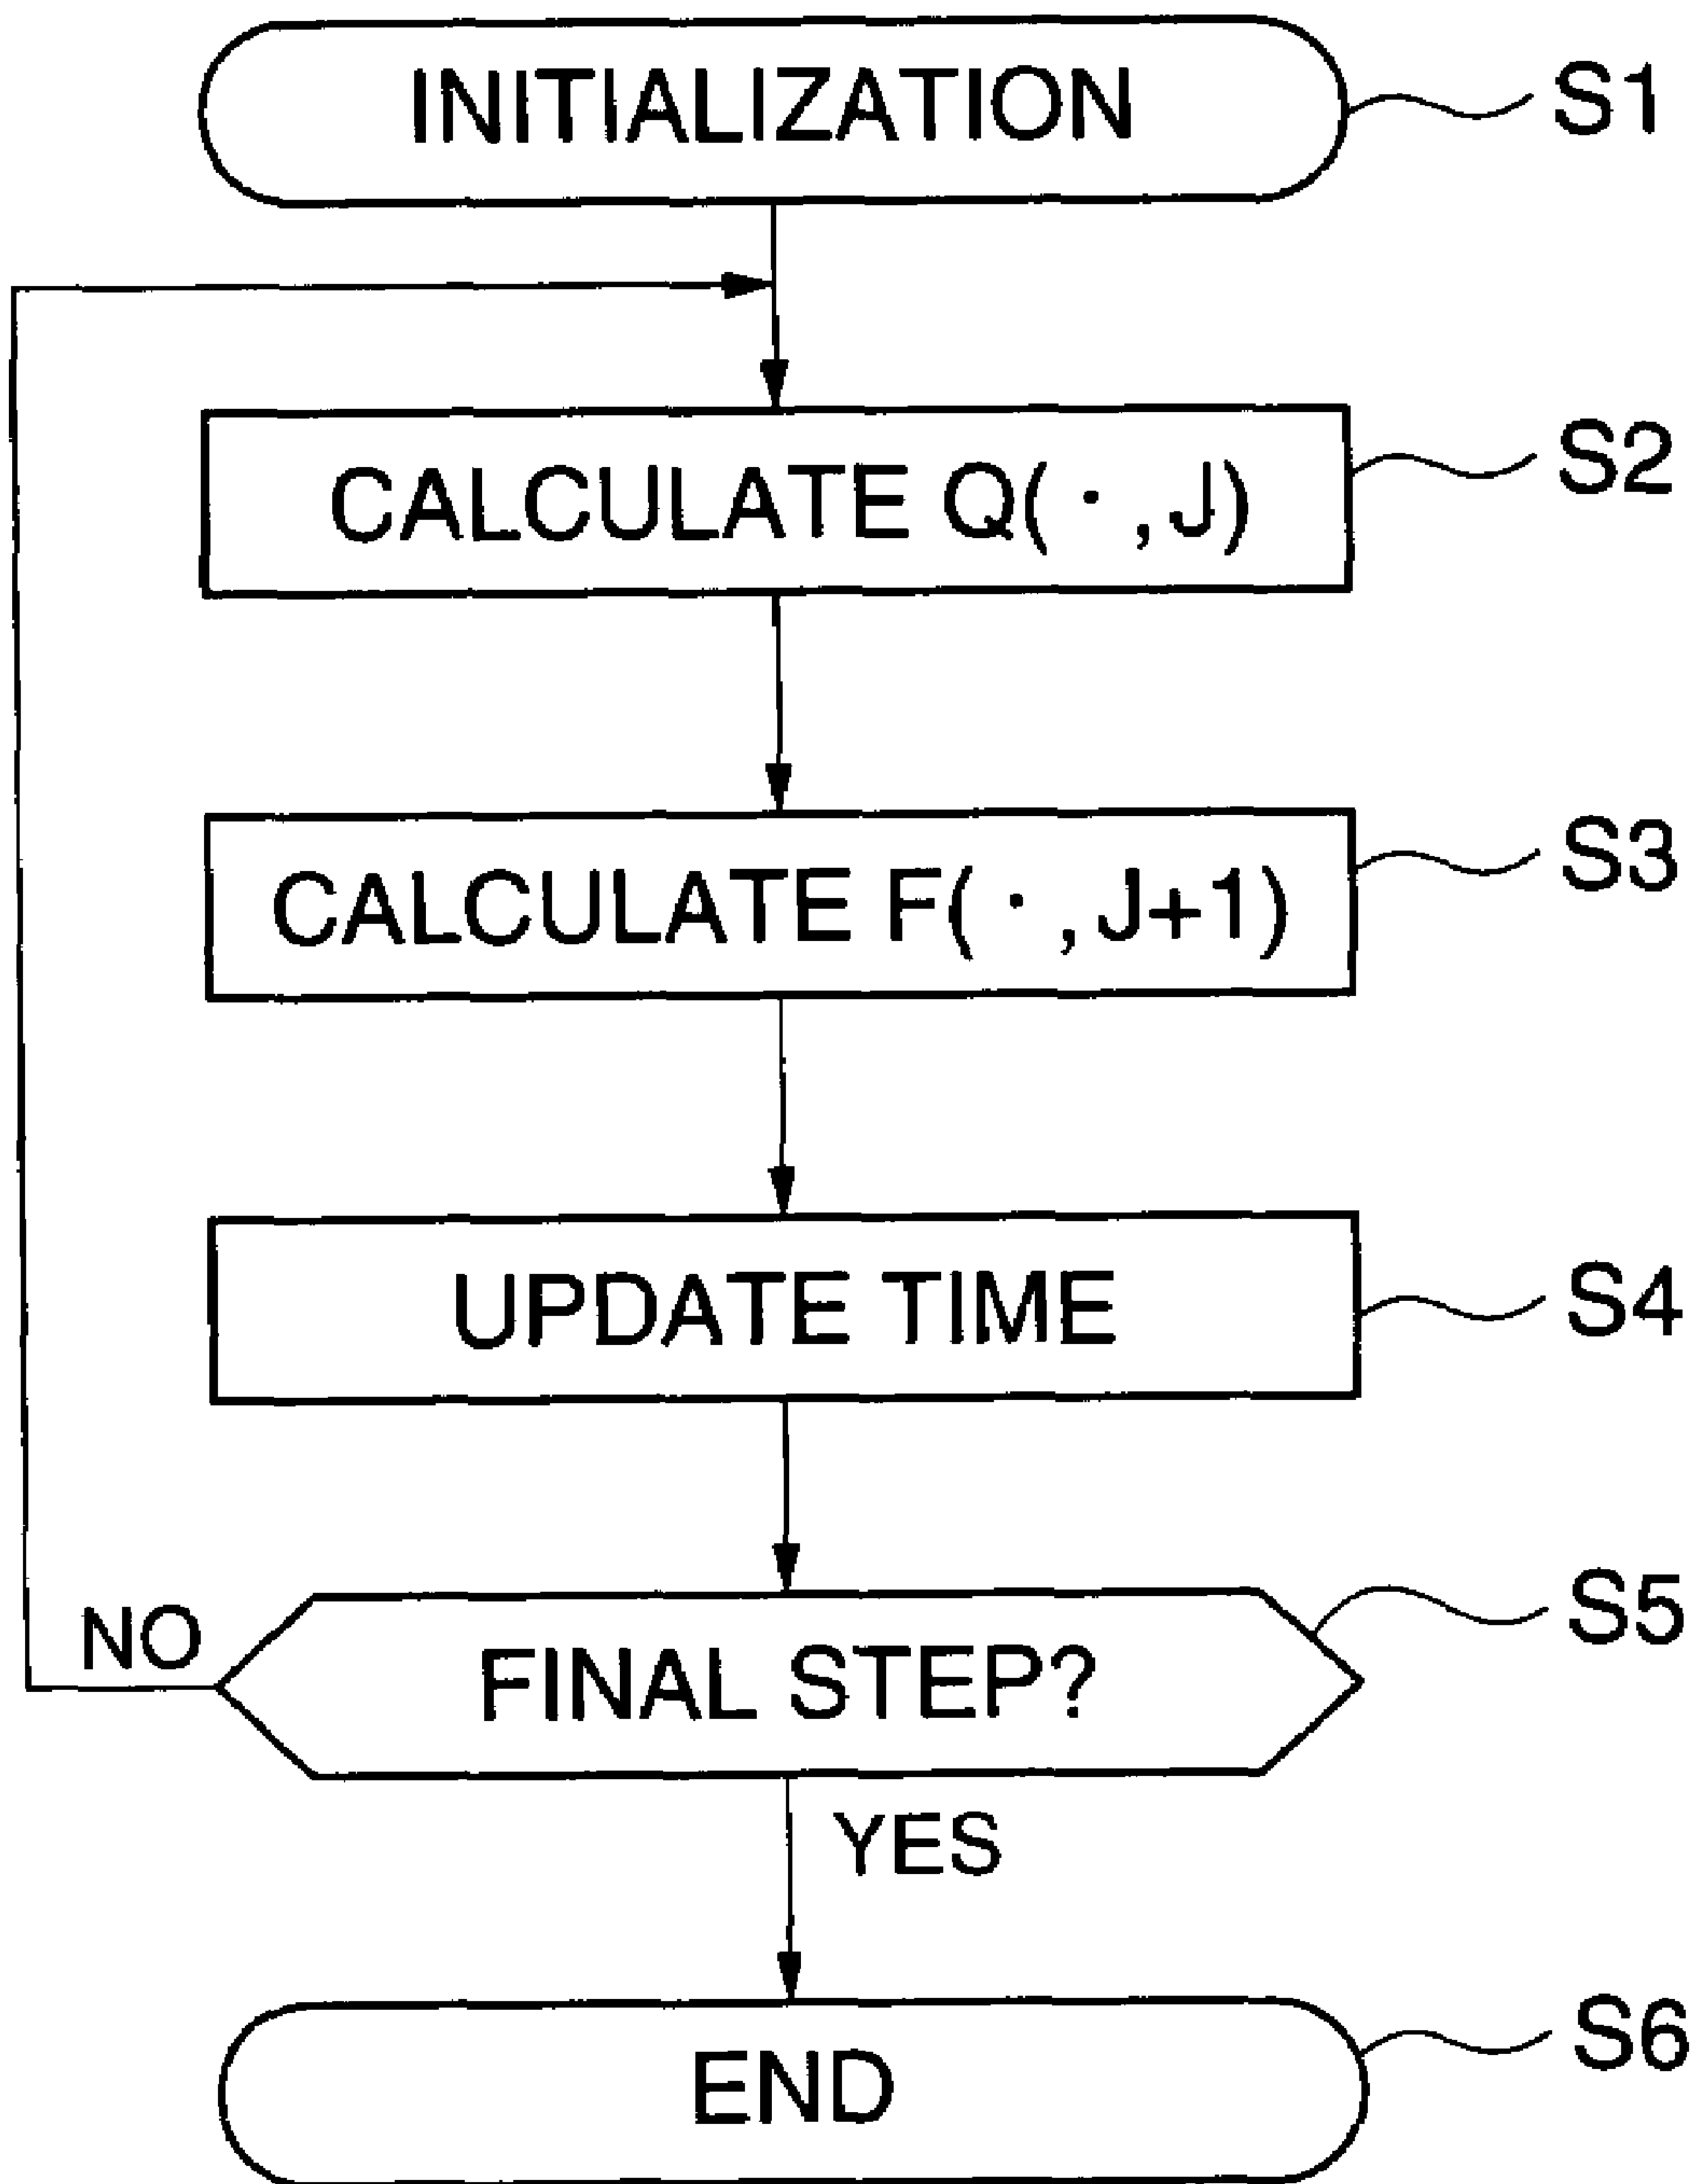 INITIALIZATION S1
CALCULATE Q( · , J) S2
CALCULATE F( · , J+1) S3
UPDATE TIME S4
NO FINAL STEP? S5
YES
END S6